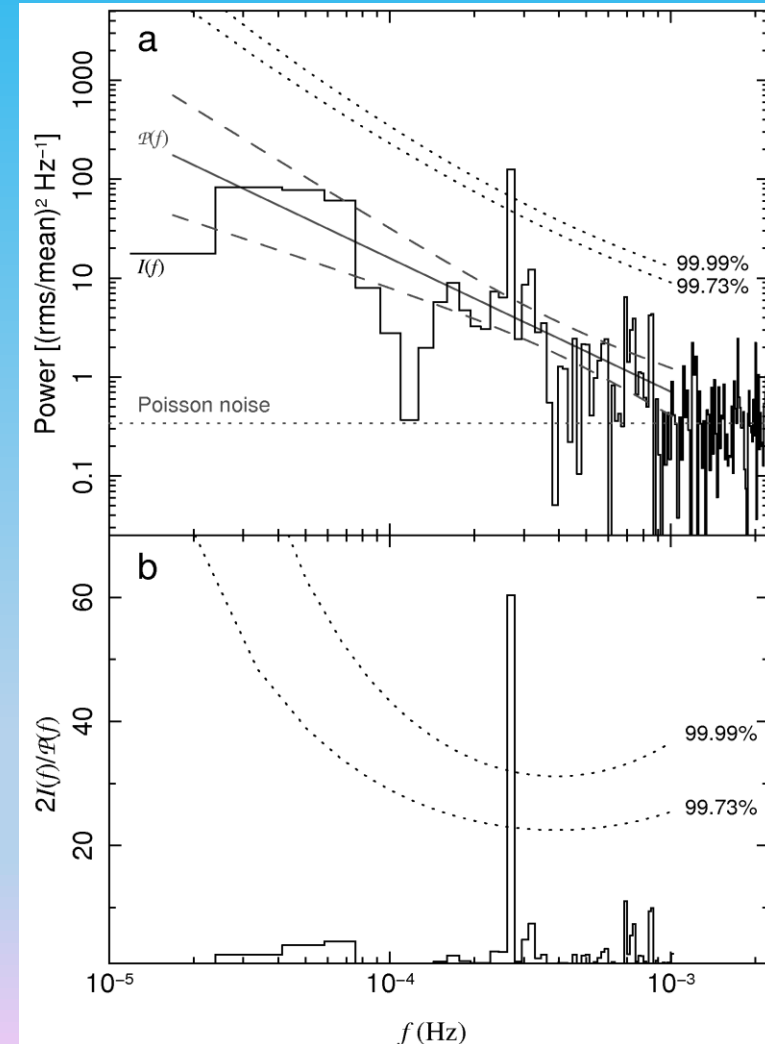 a
Power [(rms/mean)² Hz⁻¹]
1000
100
10
1
0.1
𝒫(f)
I(f)
99.99%
99.73%
Poisson noise
b
2I(f)/𝒫(f)
60
40
20
99.99%
99.73%
10⁻⁵
10⁻⁴
10⁻³
f (Hz)